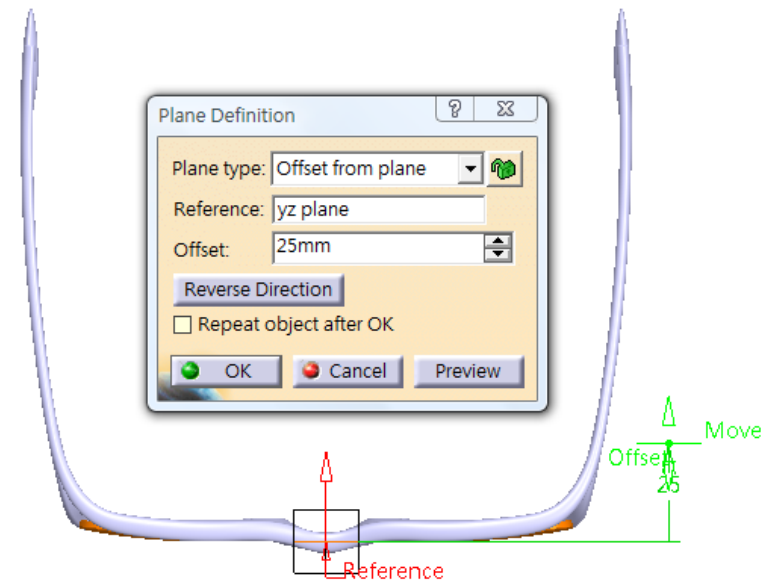 Plane Definition
Plane type: Offset from plane
Reference: yz plane
Offset: 25mm
Reverse Direction
Repeat object after OK
OK Cancel Preview
Move
Offset
25
Reference